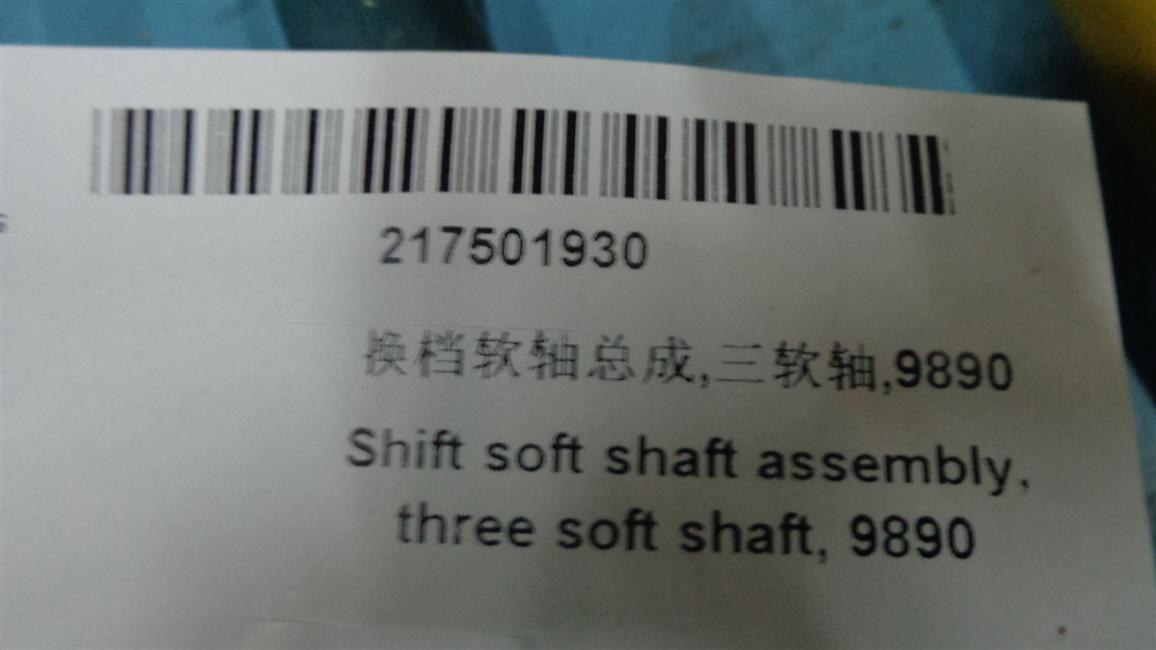 217501930
换档软轴总成,三软轴,9890
Shift soft shaft assembly,
three soft shaft, 9890